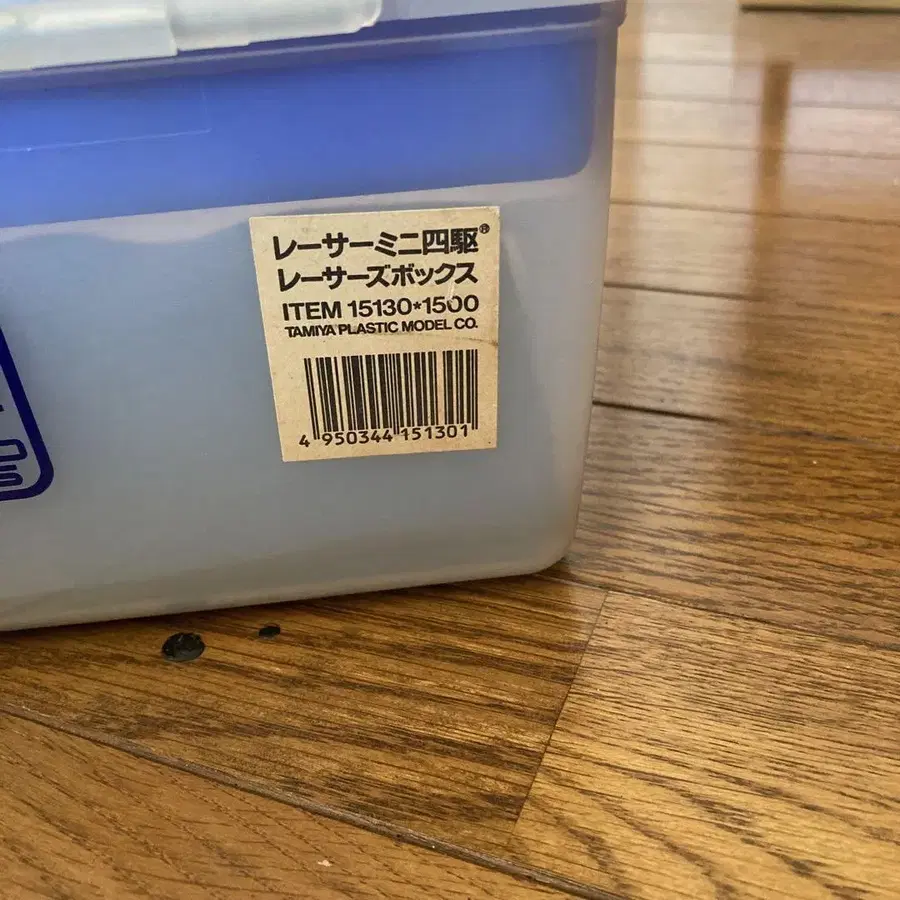 レーサーミニ四駆®
レーサーズボックス
ITEM 15130*1500
TAMIYA PLASTIC MODEL CO.
4 950344 151301